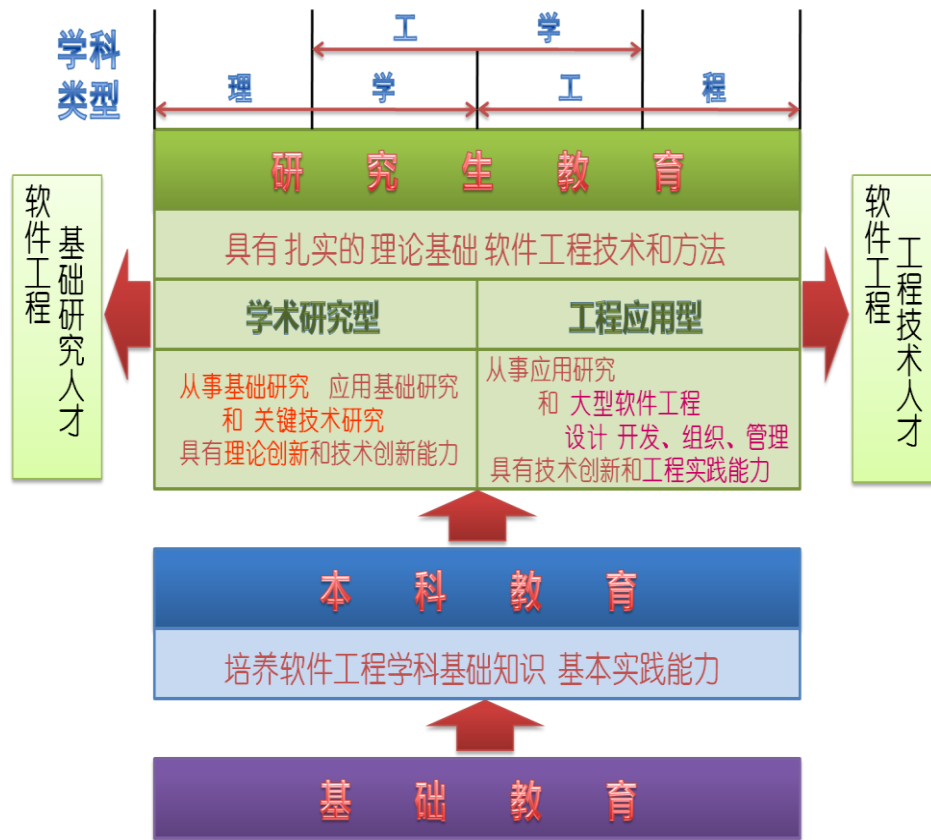 学科
类型
工 学
理 学 工 程
研 究 生 教 育
具有 扎实的 理论基础 软件工程技术和方法
学术研究型
工程应用型
从事基础研究 应用基础研究
和 关键技术研究
具有理论创新和技术创新能力
从事应用研究
和 大型软件工程
设计 开发、组织、管理
具有技术创新和工程实践能力
软件工程
基础研究人才
软件工程
工程技术人才
本 科 教 育
培养软件工程学科基础知识 基本实践能力
基 础 教 育